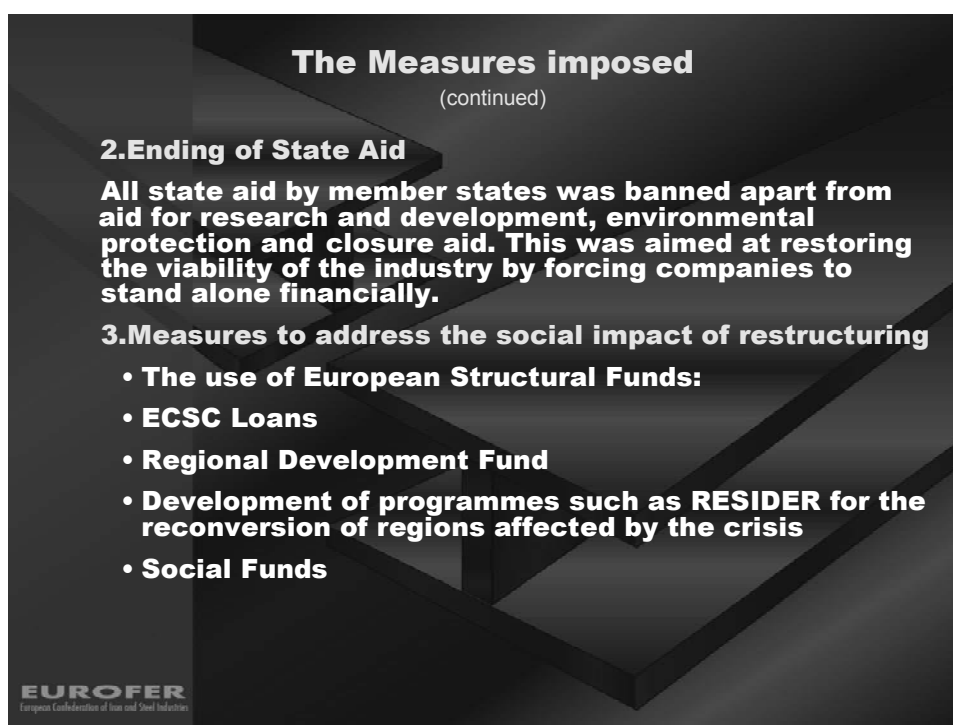 The Measures imposed
(continued)
2.Ending of State Aid
All state aid by member states was banned apart from
aid for research and development, environmental
protection and closure aid. This was aimed at restoring
the viability of the industry by forcing companies to
stand alone financially.
3.Measures to address the social impact of restructuring
• The use of European Structural Funds:
• ECSC Loans
• Regional Development Fund
• Development of programmes such as RESIDER for the
reconversion of regions affected by the crisis
• Social Funds
EUROFER
European Confederation of Iron and Steel Industries